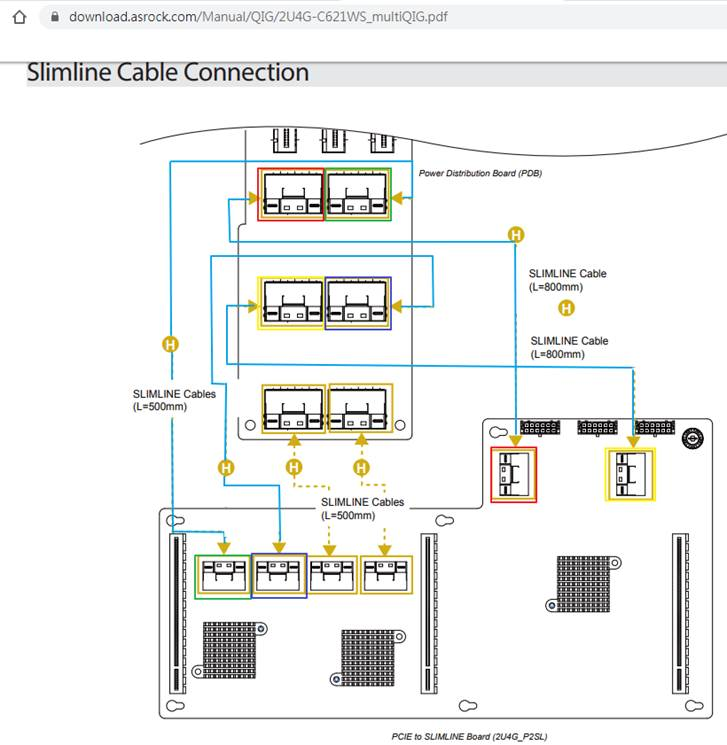 download.asrock.com/Manual/QIG/2U4G-C621WS_multiQIG.pdf
Slimline Cable Connection
Power Distribution Board (PDB)
H
SLIMLINE Cable
(L=800mm)
H
SLIMLINE Cable
(L=800mm)
H
SLIMLINE Cables
(L=500mm)
H
H
H
SLIMLINE Cables
(L=500mm)
PCIE to SLIMLINE Board (2U4G_P2SL)